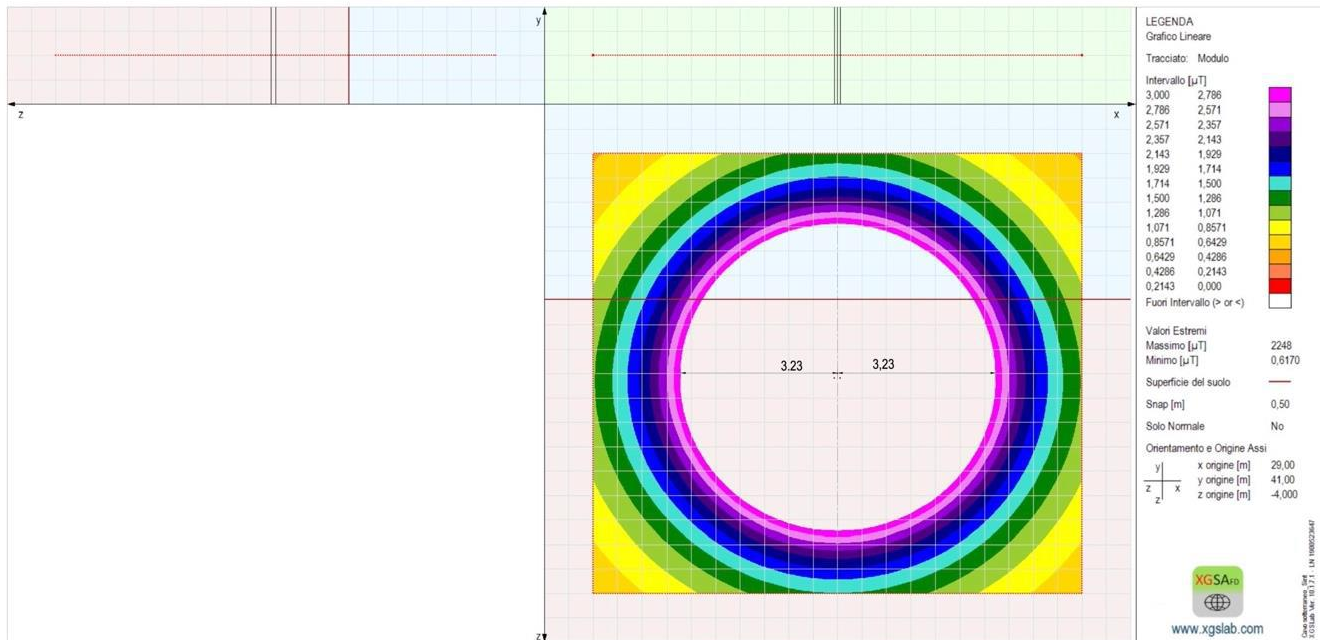 y
z
x
z
3.23
3,23
LEGENDA
Grafico Lineare
Tracciato: Modulo
Intervallo [µT]
3,000 2,786
2,786 2,571
2,571 2,357
2,357 2,143
2,143 1,929
1,929 1,714
1,714 1,500
1,500 1,286
1,286 1,071
1,071 0,8571
0,8571 0,6429
0,6429 0,4286
0,4286 0,2143
0,2143 0,000
Fuori Intervallo (> or <)
Valori Estremi
Massimo [µT] 2248
Minimo [µT] 0,6170
Superficie del suolo
Snap [m] 0,50
Solo Normale No
Orientamento e Origine Assi
y
z x
z
x origine [m] 29,00
y origine [m] 41,00
z origine [m] -4,000
XGSA FD
www.xgslab.com